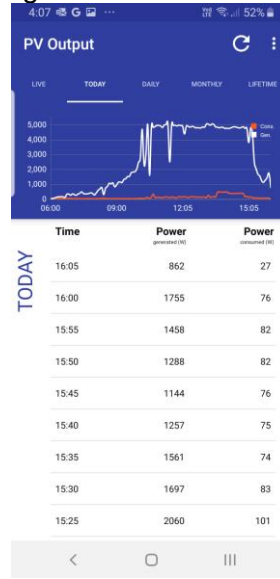 4:07 G 52%
PV Output
LIVE TODAY DAILY MONTHLY LIFETIME
5,000
4,000
3,000
2,000
1,000
0
Cons.
Gen.
06:00 09:00 12:05 15:05
TODAY
Time Power Power
generated (W) consumed (W)
16:05 862 27
16:00 1755 76
15:55 1458 82
15:50 1288 82
15:45 1144 76
15:40 1257 75
15:35 1561 74
15:30 1697 83
15:25 2060 101